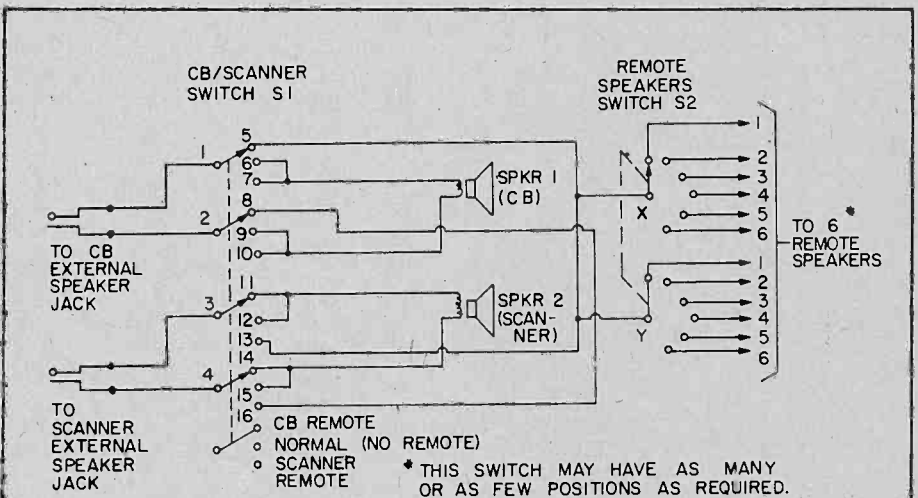 CB/SCANNER
SWITCH S1
REMOTE
SPEAKERS
SWITCH S2
1
5
6
7
SPKR 1
(CB)
2
8
9
10
TO CB
EXTERNAL
SPEAKER
JACK
3
11
12
13
SPKR 2
(SCAN-
NER)
4
14
15
16
TO
SCANNER
EXTERNAL
SPEAKER
JACK
CB REMOTE
NORMAL (NO REMOTE)
SCANNER
REMOTE
X
1
2
3
4
5
6
Y
1
2
3
4
5
6
TO 6 *
REMOTE
SPEAKERS
* THIS SWITCH MAY HAVE AS MANY
OR AS FEW POSITIONS AS REQUIRED.